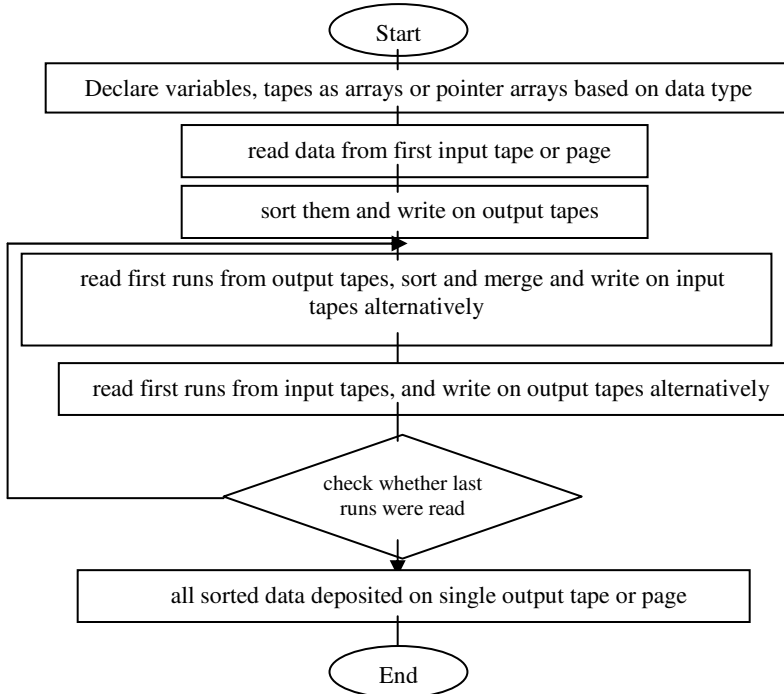 Start
Declare variables, tapes as arrays or pointer arrays based on data type
read data from first input tape or page
sort them and write on output tapes
read first runs from output tapes, sort and merge and write on input
tapes alternatively
read first runs from input tapes, and write on output tapes alternatively
check whether last
runs were read
all sorted data deposited on single output tape or page
End